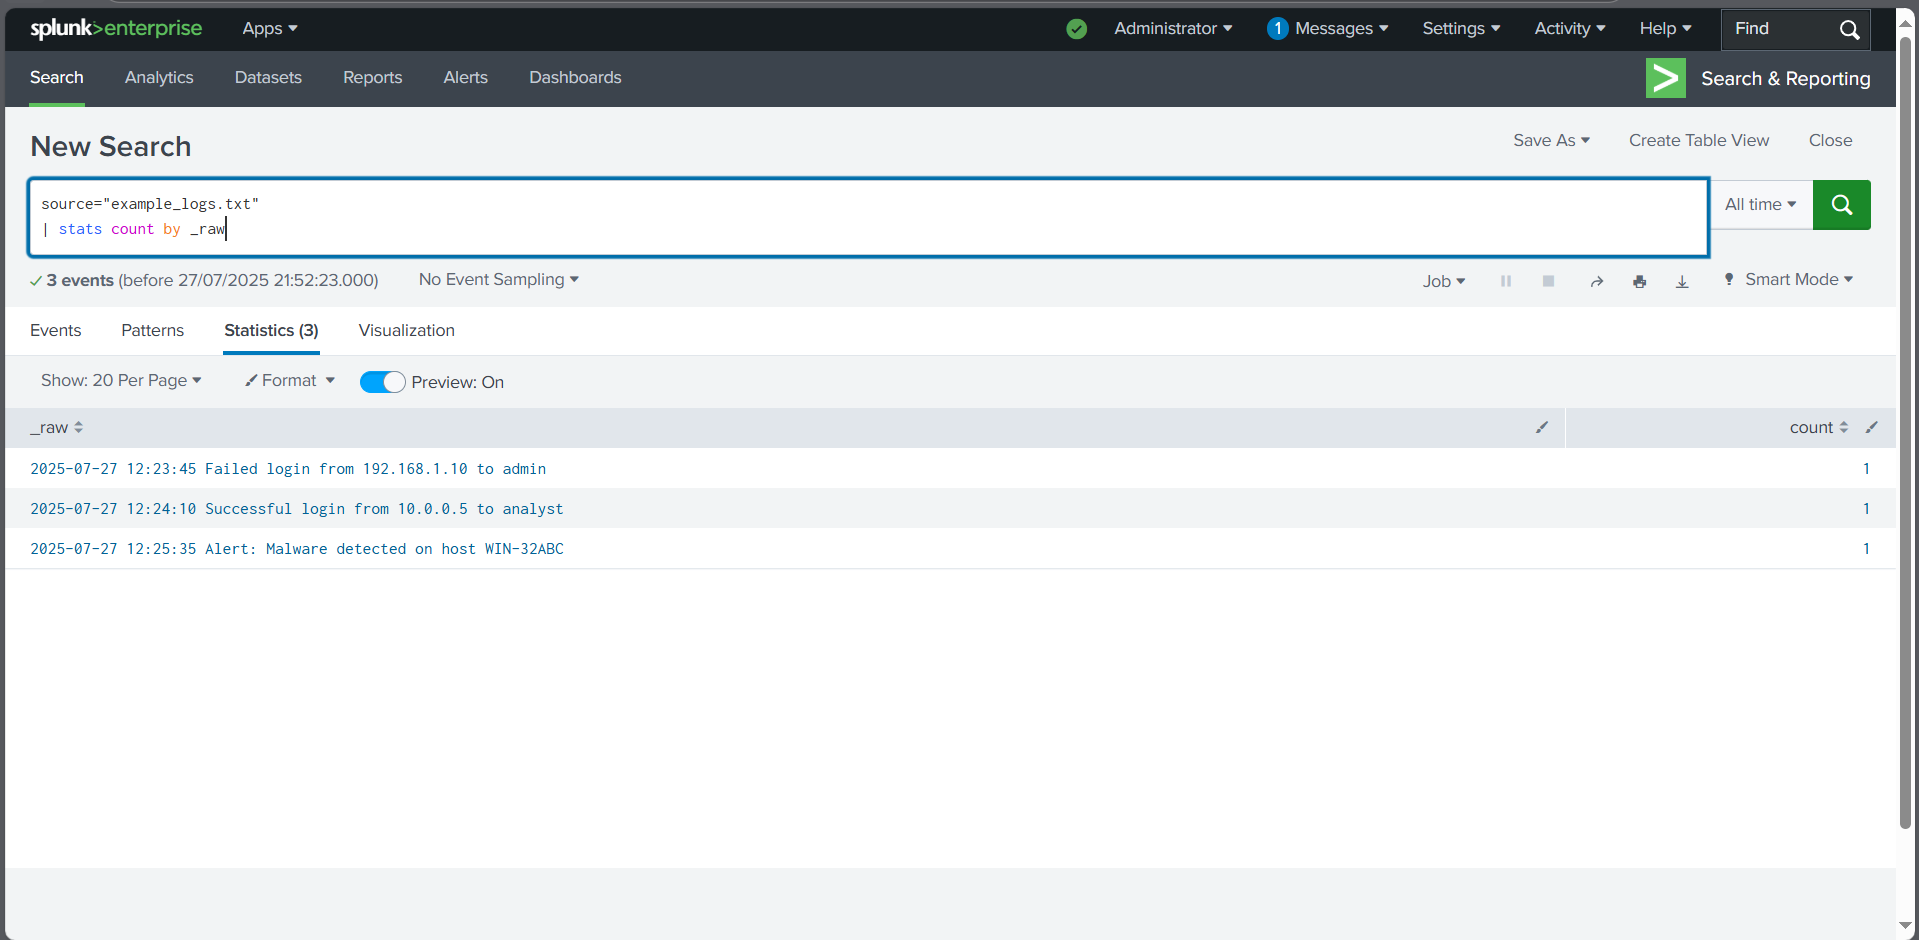 splunk>enterprise Apps Administrator 1 Messages Settings Activity Help Find
Search Analytics Datasets Reports Alerts Dashboards > Search & Reporting
New Search Save As Create Table View Close
source="example_logs.txt"
| stats count by _raw
All time
3 events (before 27/07/2025 21:52:23.000) No Event Sampling Job Smart Mode
Events Patterns Statistics (3) Visualization
Show: 20 Per Page Format Preview: On
_raw count
2025-07-27 12:23:45 Failed login from 192.168.1.10 to admin 1
2025-07-27 12:24:10 Successful login from 10.0.0.5 to analyst 1
2025-07-27 12:25:35 Alert: Malware detected on host WIN-32ABC 1